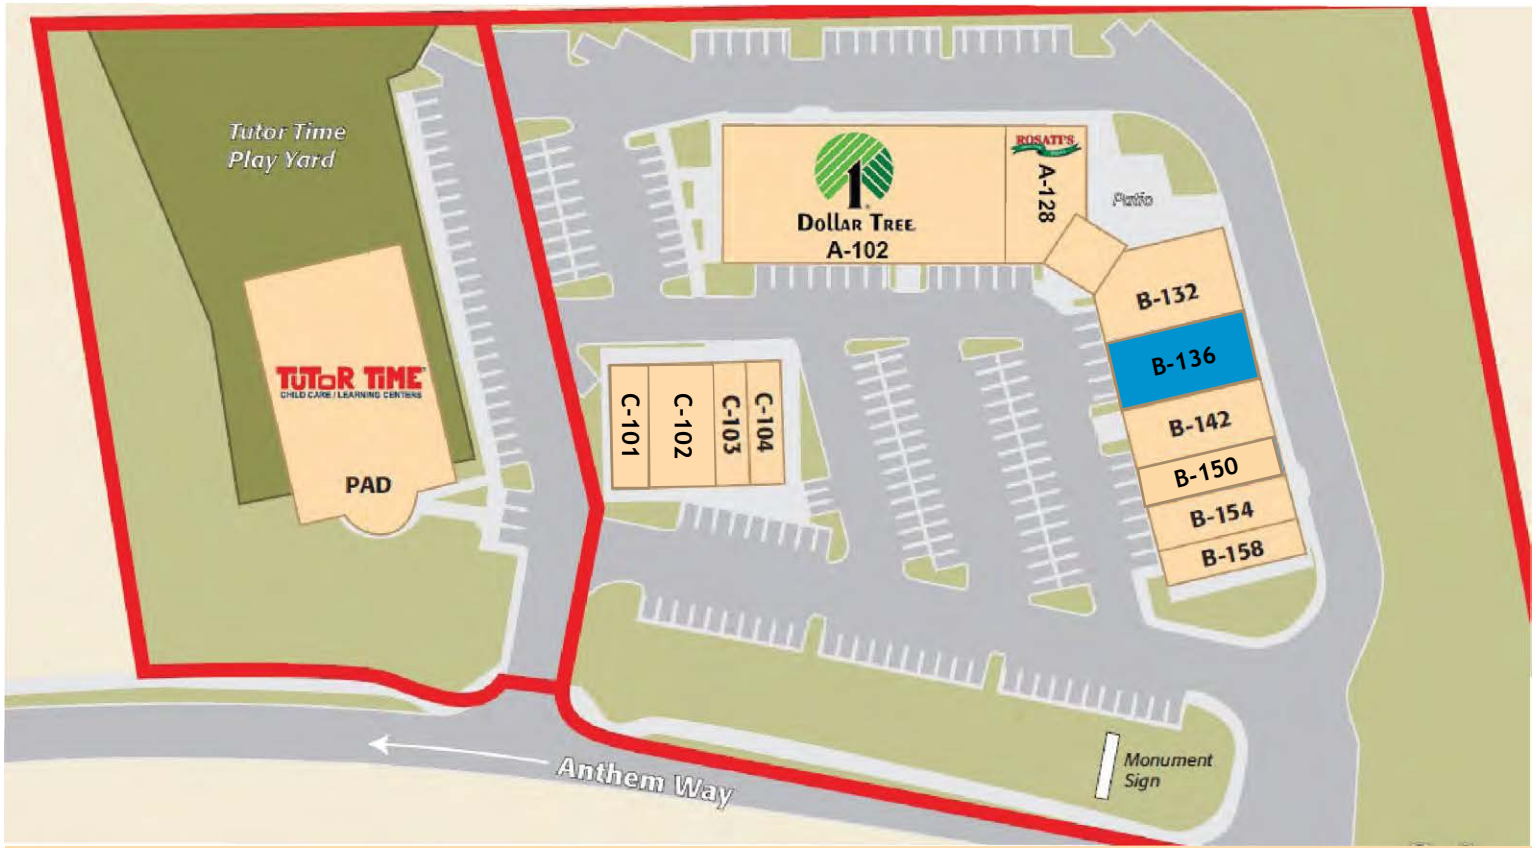 Tutor Time
Play Yard
TUTOR TIME
CHILD CARE / LEARNING CENTERS
PAD
DOLLAR TREE
A-102
ROSATI'S
A-128
Patio
B-132
B-136
B-142
B-150
B-154
B-158
C-101
C-102
C-103
C-104
Anthem Way
Monument
Sign